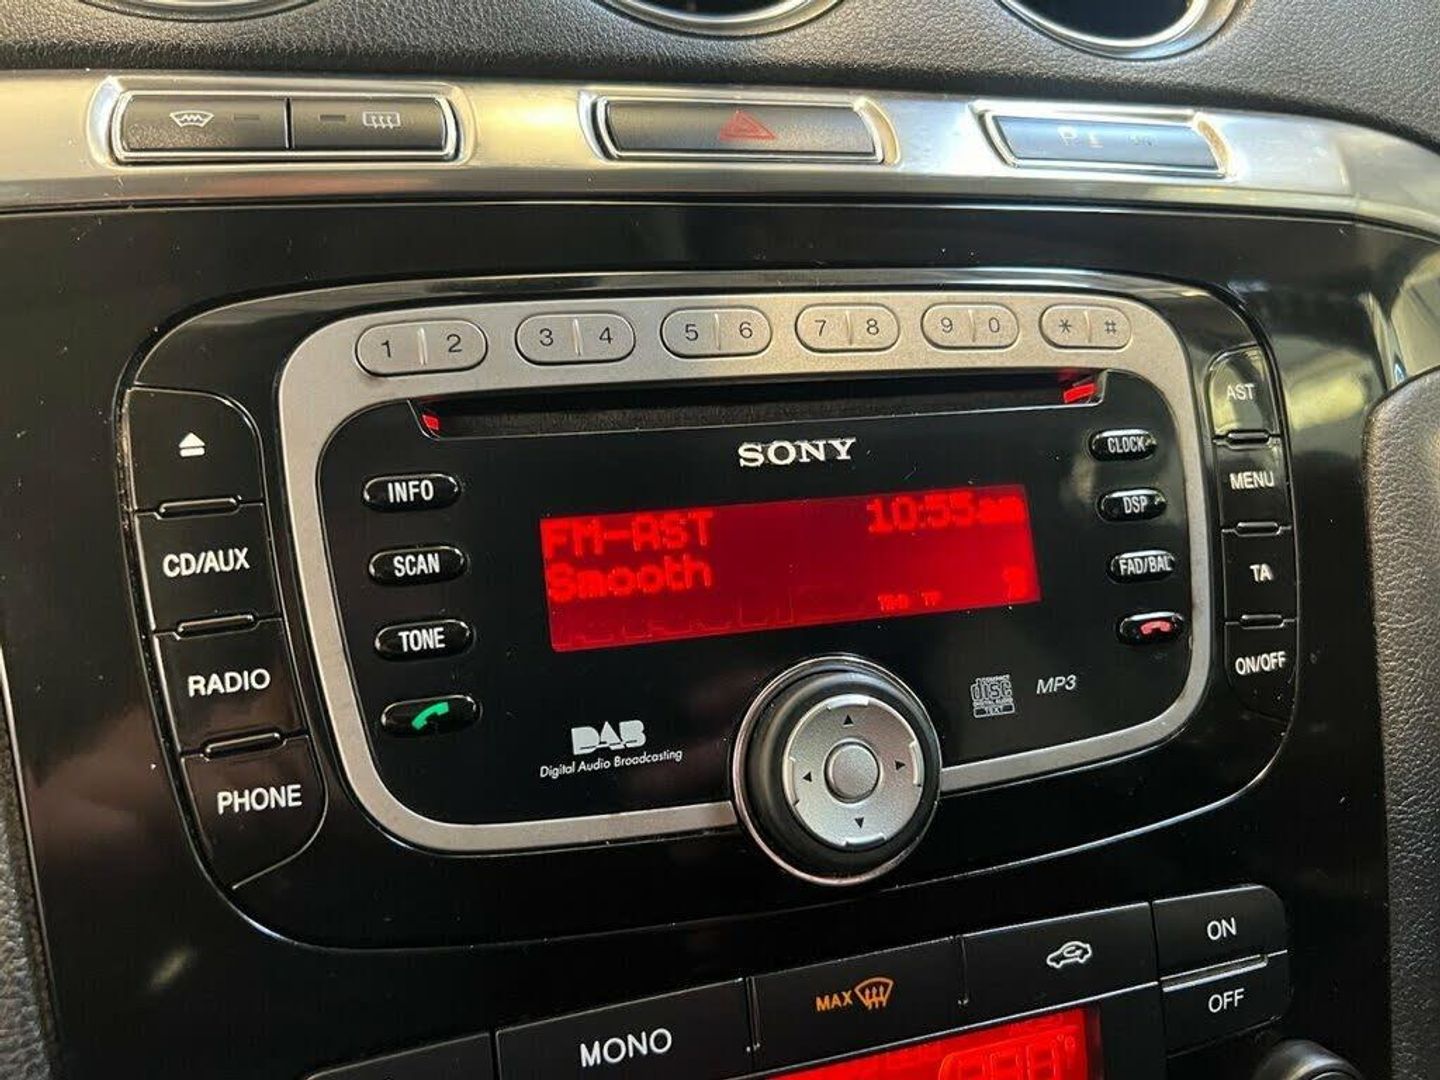 1 2 3 4 5 6 7 8 9 0 * #
AST
SONY
CLOCK
INFO
MENU
FM-AST 10:55am
DSP
CD/AUX
SCAN
Smooth
FAD/BAL
TA
TONE
ON/OFF
RADIO
disc
MP3
DAB
Digital Audio Broadcasting
PHONE
ON
MAX
OFF
MONO